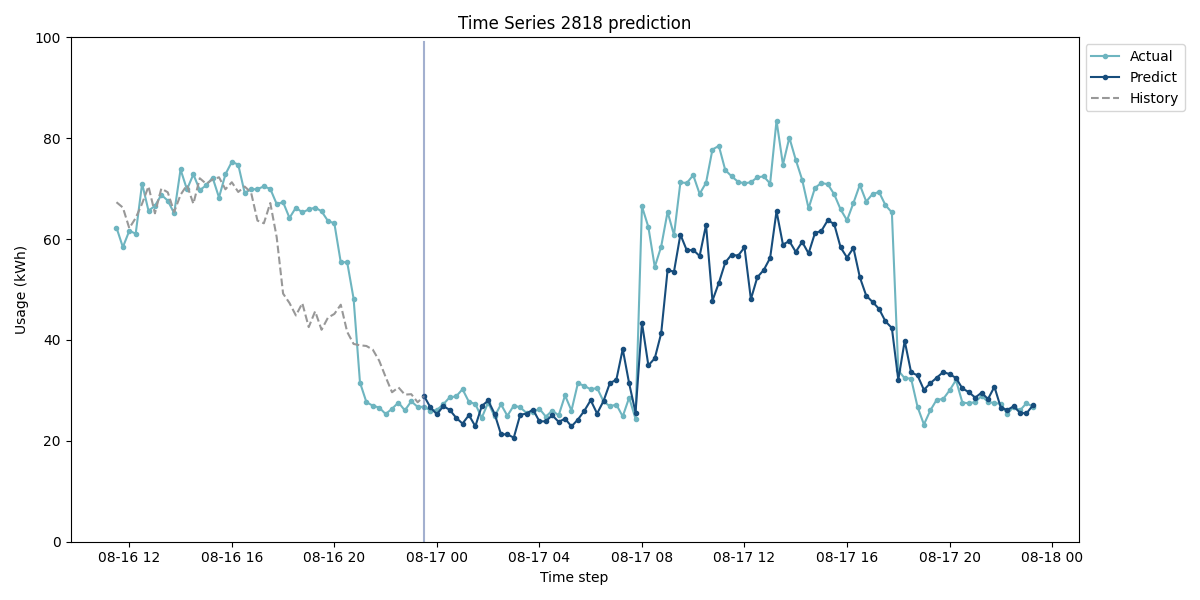 Time Series 2818 prediction
100
80
60
40
20
0
Usage (kWh)
08-16 12
08-16 16
08-16 20
08-17 00
08-17 04
08-17 08
08-17 12
08-17 16
08-17 20
08-18 00
Time step
Actual
Predict
History